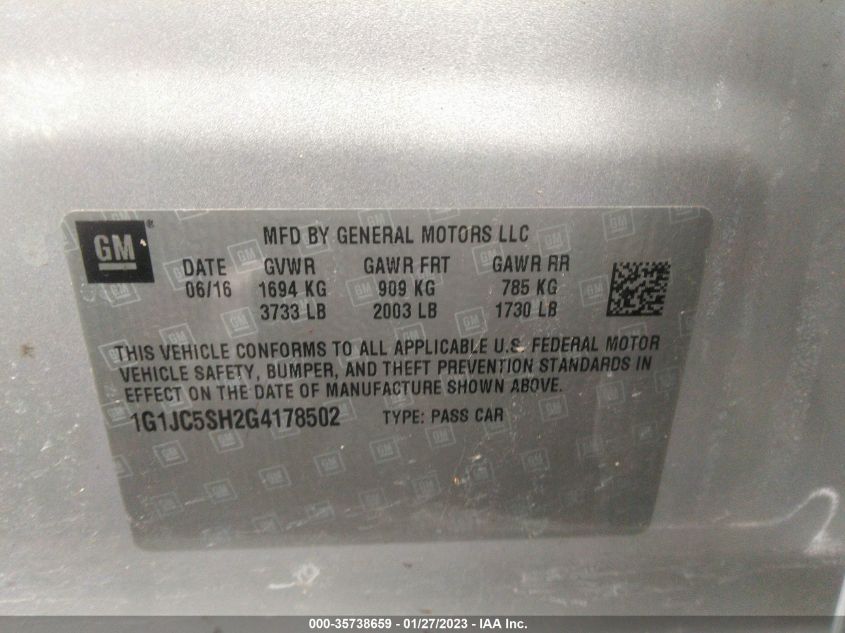 GM ®
MFD BY GENERAL MOTORS LLC
DATE GVWR GAWR FRT GAWR RR
06/16 1694 KG 909 KG 785 KG
3733 LB 2003 LB 1730 LB
THIS VEHICLE CONFORMS TO ALL APPLICABLE U.S. FEDERAL MOTOR
VEHICLE SAFETY, BUMPER, AND THEFT PREVENTION STANDARDS IN
EFFECT ON THE DATE OF MANUFACTURE SHOWN ABOVE.
1G1JC5SH2G4178502 TYPE: PASS CAR
000-35738659 - 01/27/2023 - IAA Inc.